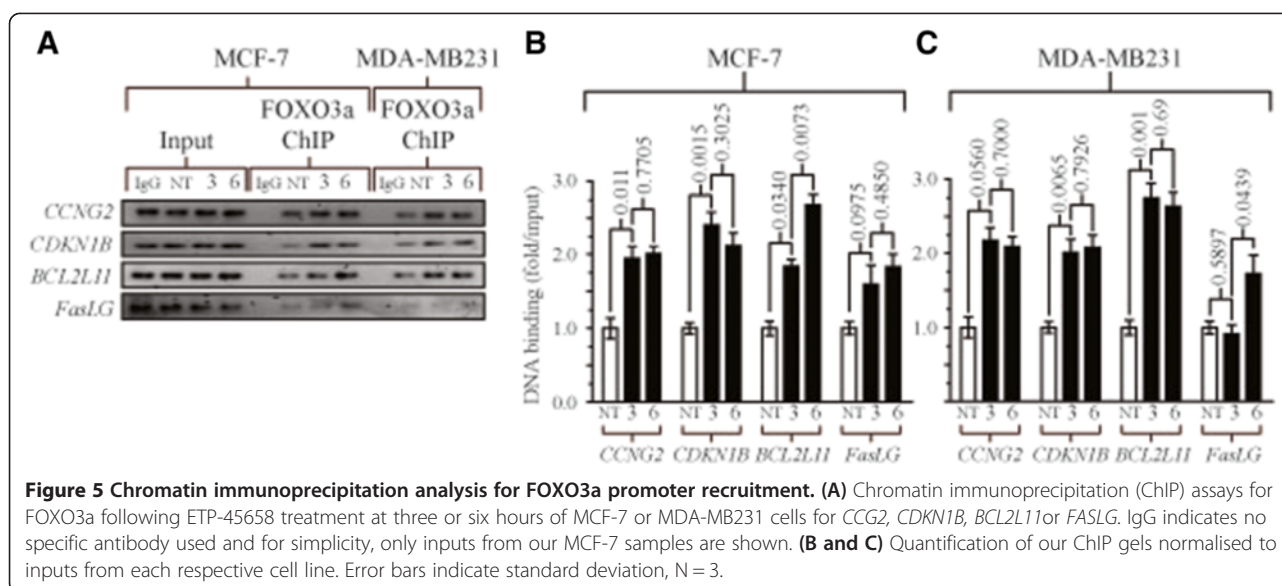 A
MCF-7 MDA-MB231
FOXO3a FOXO3a
Input ChIP ChIP
IgG NT 3 6 IgG NT 3 6 IgG NT 3 6
CCNG2
CDKN1B
BCL2L11
FasLG
B
MCF-7
0.011 0.7705 0.0015 0.3025 0.0340 0.0073 0.0975 0.4850
DNA binding (fold/input)
3.0
2.0
1.0
0.0
NT 3 6 NT 3 6 NT 3 6 NT 3 6
CCNG2 CDKN1B BCL2L11 FasLG
C
MDA-MB231
0.0560 0.7000 0.0065 0.7926 0.001 0.69 0.5897 0.0439
3.0
2.0
1.0
NT 3 6 NT 3 6 NT 3 6 NT 3 6
CCNG2 CDKN1B BCL2L11 FasLG
Figure 5 Chromatin immunoprecipitation analysis for FOXO3a promoter recruitment. (A) Chromatin immunoprecipitation (ChIP) assays for
FOXO3a following ETP-45658 treatment at three or six hours of MCF-7 or MDA-MB231 cells for CCG2, CDKN1B, BCL2L11or FASLG. IgG indicates no
specific antibody used and for simplicity, only inputs from our MCF-7 samples are shown. (B and C) Quantification of our ChIP gels normalised to
inputs from each respective cell line. Error bars indicate standard deviation, N = 3.